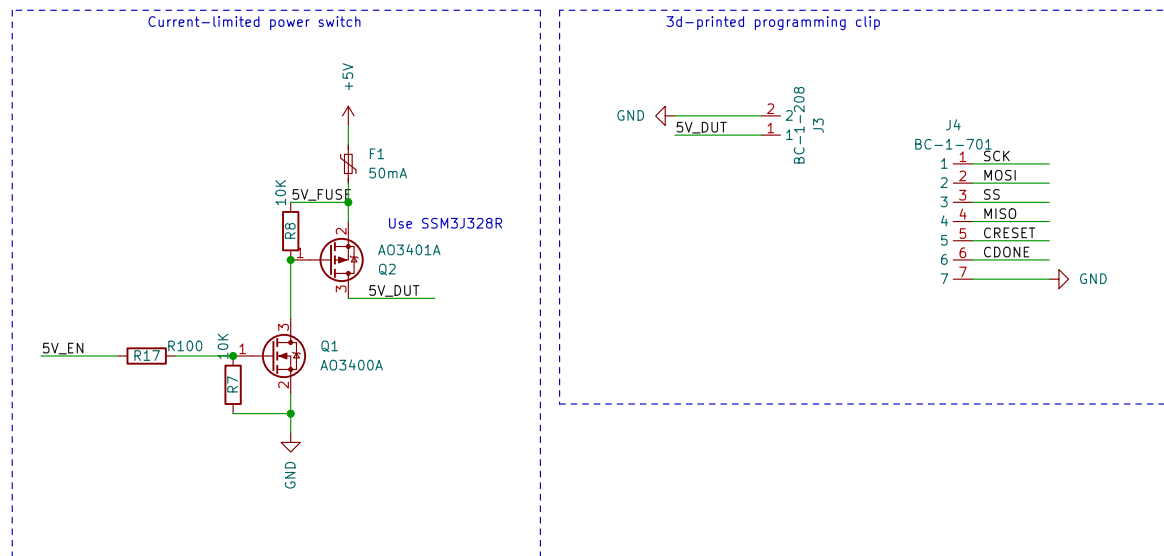 Current-limited power switch
+5V
F1
50mA
10K
5V_FUSE
R8
Use SSM3J328R
2
1
AO3401A
Q2
3
5V_DUT
5V_EN
R17
R100
10K
1
3
Q1
AO3400A
2
R7
GND
3d-printed programming clip
GND
2
2
5V_DUT
1
1
BC-1-208
J3
J4
BC-1-701
1 1 SCK
2 2 MOSI
3 3 SS
4 4 MISO
5 5 CRESET
6 6 CDONE
7 7 GND